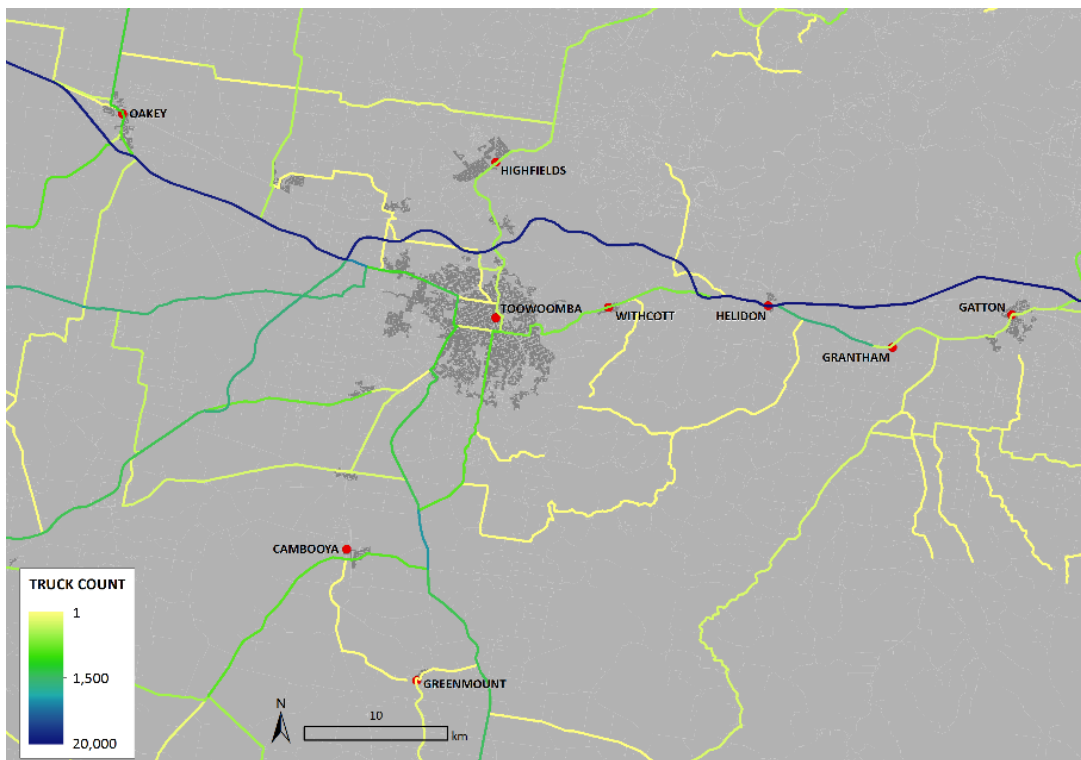 OAKEY
HIGHFIELDS
TOOWOOMBA
WITHCOTT
HELIDON
GATTON
GRANTHAM
CAMBOOYA
GREENMOUNT
TRUCK COUNT
1
1,500
20,000
N
10
km